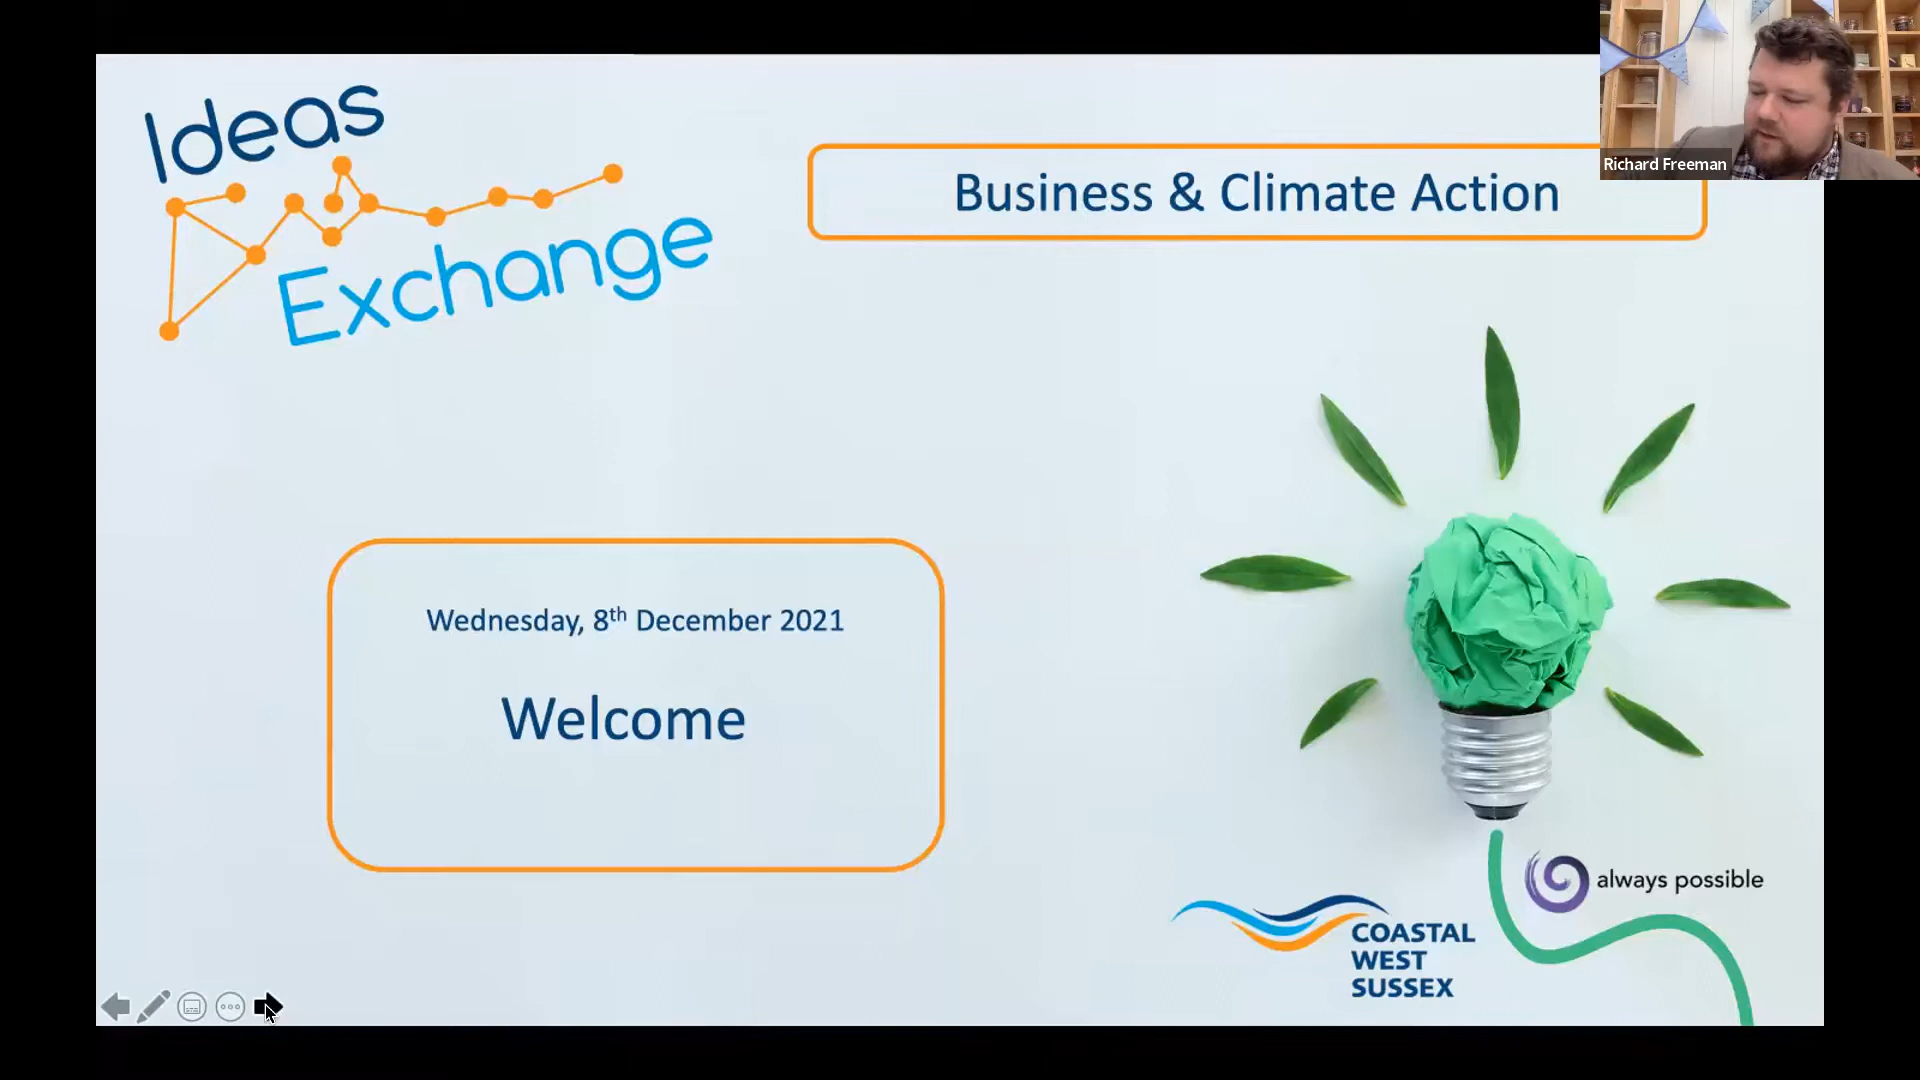 Ideas
Exchange
Business & Climate Action
Richard Freeman
Wednesday, 8th December 2021
Welcome
always possible
COASTAL
WEST
SUSSEX